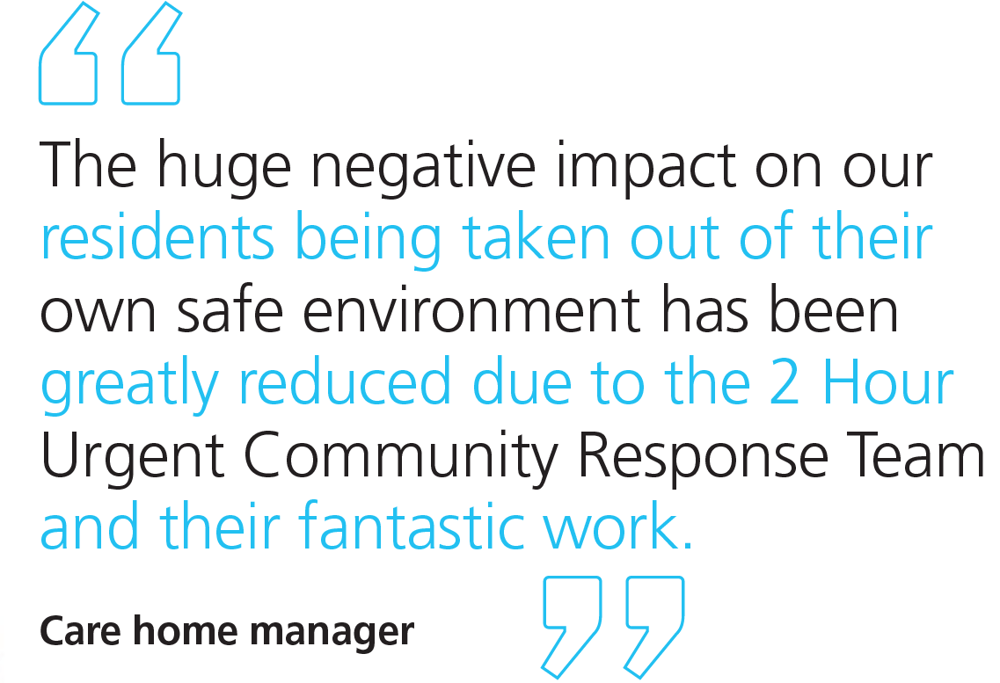 “
The huge negative impact on our
residents being taken out of their
own safe environment has been
greatly reduced due to the 2 Hour
Urgent Community Response Team
and their fantastic work.
”
Care home manager